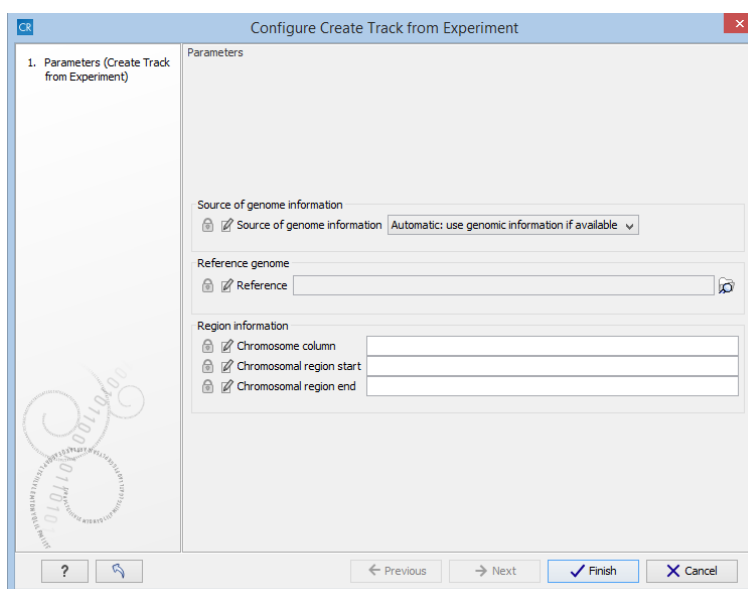 CR
Configure Create Track from Experiment
1. Parameters (Create Track
from Experiment)
Parameters
Source of genome information
Source of genome information Automatic: use genomic information if available
Reference genome
Reference
Region information
Chromosome column
Chromosomal region start
Chromosomal region end
? Previous Next Finish Cancel